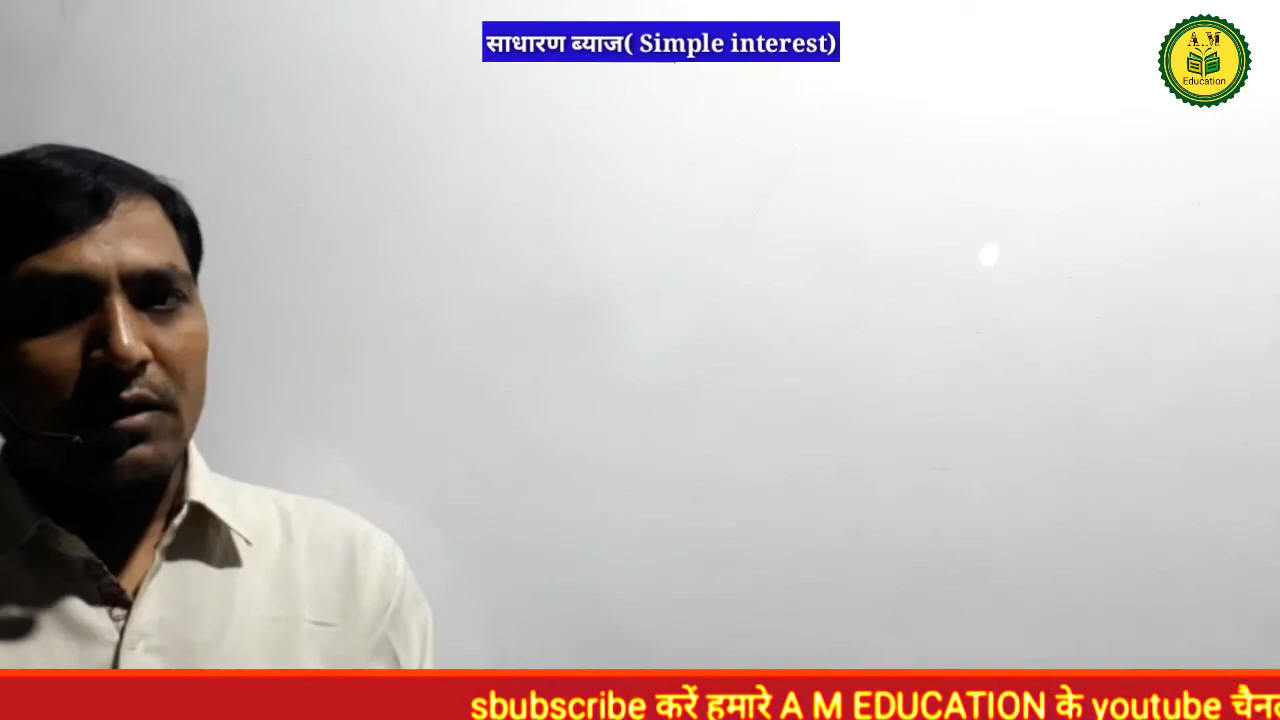 साधारण ब्याज( Simple interest)
A M
Education
sbubscribe करें हमारे A M EDUCATION के youtube